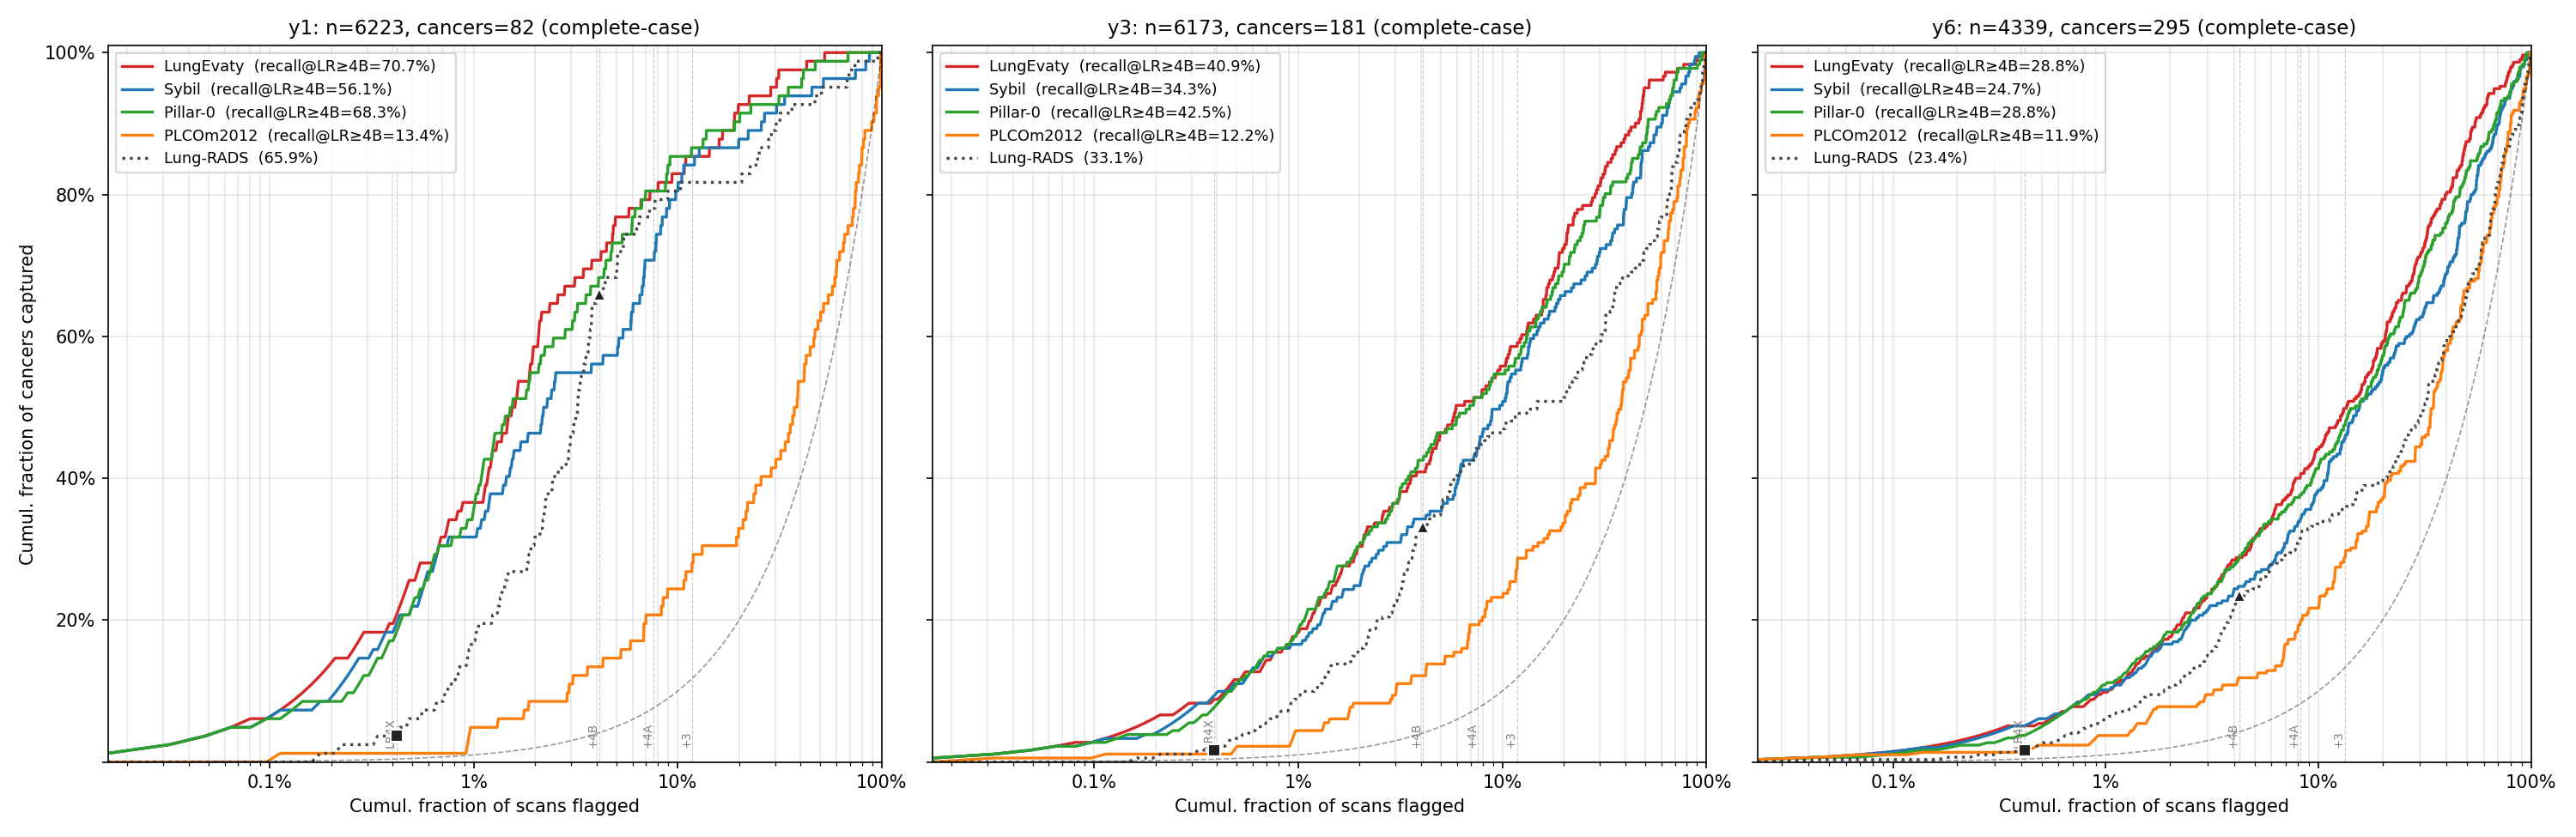 y1: n=6223, cancers=82 (complete-case)
LungEvaty (recall@LR≥4B=70.7%)
Sybil (recall@LR≥4B=56.1%)
Pillar-0 (recall@LR≥4B=68.3%)
PLCOm2012 (recall@LR≥4B=13.4%)
Lung-RADS (65.9%)
Cumul. fraction of cancers captured
100%
80%
60%
40%
20%
+4B
+4A
+3
0.1%
1%
10%
100%
Cumul. fraction of scans flagged
y3: n=6173, cancers=181 (complete-case)
LungEvaty (recall@LR≥4B=40.9%)
Sybil (recall@LR≥4B=34.3%)
Pillar-0 (recall@LR≥4B=42.5%)
PLCOm2012 (recall@LR≥4B=12.2%)
Lung-RADS (33.1%)
+4B
+4A
+3
0.1%
1%
10%
100%
Cumul. fraction of scans flagged
y6: n=4339, cancers=295 (complete-case)
LungEvaty (recall@LR≥4B=28.8%)
Sybil (recall@LR≥4B=24.7%)
Pillar-0 (recall@LR≥4B=28.8%)
PLCOm2012 (recall@LR≥4B=11.9%)
Lung-RADS (23.4%)
+4B
+4A
+3
0.1%
1%
10%
100%
Cumul. fraction of scans flagged